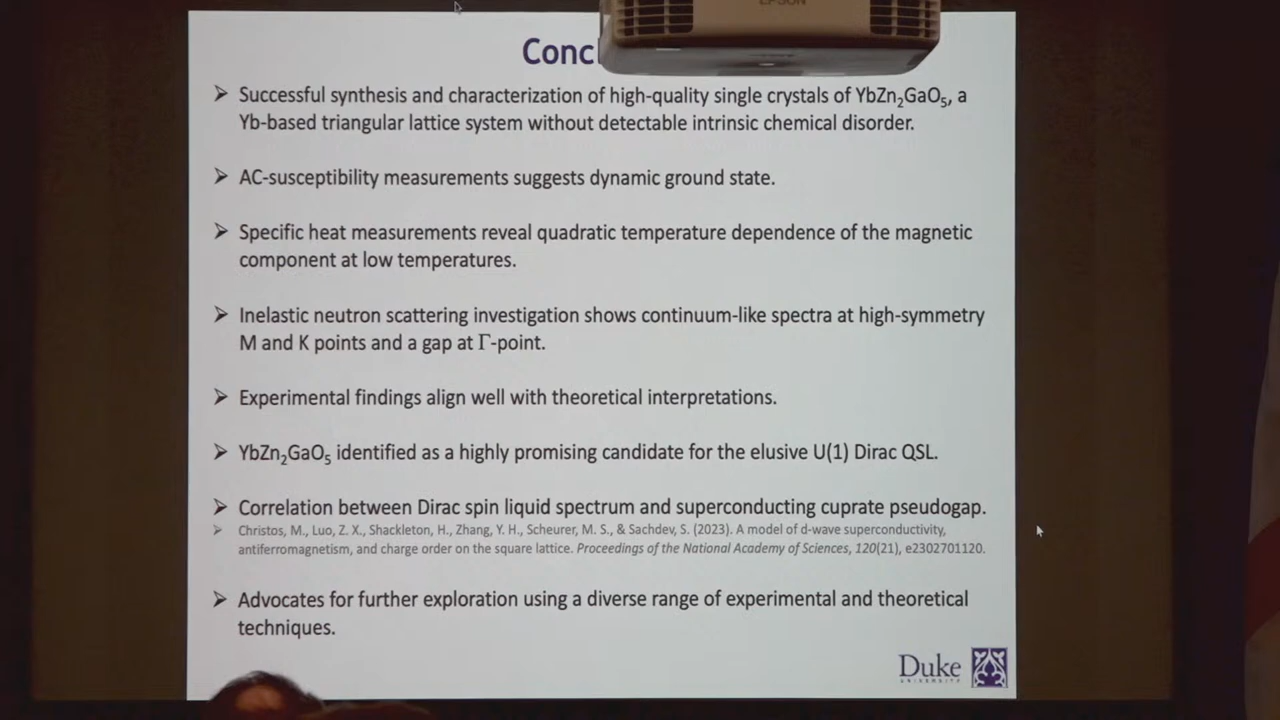 Concl
➢ Successful synthesis and characterization of high-quality single crystals of YbZn₂GaO₅, a
Yb-based triangular lattice system without detectable intrinsic chemical disorder.
➢ AC-susceptibility measurements suggests dynamic ground state.
➢ Specific heat measurements reveal quadratic temperature dependence of the magnetic
component at low temperatures.
➢ Inelastic neutron scattering investigation shows continuum-like spectra at high-symmetry
M and K points and a gap at Γ-point.
➢ Experimental findings align well with theoretical interpretations.
➢ YbZn₂GaO₅ identified as a highly promising candidate for the elusive U(1) Dirac QSL.
➢ Correlation between Dirac spin liquid spectrum and superconducting cuprate pseudogap.
➢ Christos, M., Luo, Z. X., Shackleton, H., Zhang, Y. H., Scheurer, M. S., & Sachdev, S. (2023). A model of d-wave superconductivity,
antiferromagnetism, and charge order on the square lattice. Proceedings of the National Academy of Sciences, 120(21), e2302701120.
➢ Advocates for further exploration using a diverse range of experimental and theoretical
techniques.
Duke
UNIVERSITY
EPSON